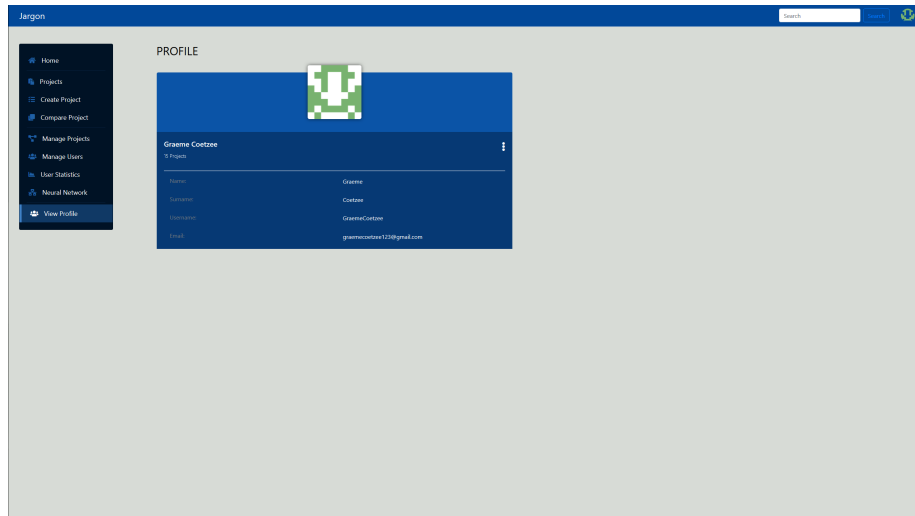 Jargon
Search
Search
Home
Projects
Create Project
Compare Project
Manage Projects
Manage Users
User Statistics
Neural Network
View Profile
PROFILE
Graeme Coetzee
Projects
Name: Graeme
Surname: Coetzee
Username: GraemeCoetzee
Email: graemecoetzee123@gmail.com